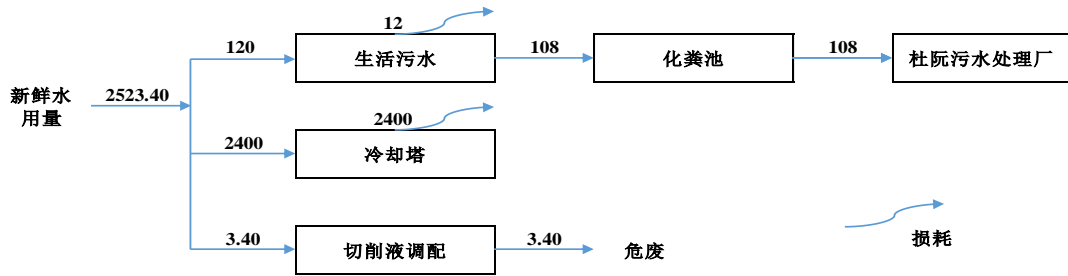 12
120
生活污水
108
化粪池
108
杜阮污水处理厂
新鲜水
用量
2523.40
2400
2400
冷却塔
3.40
切削液调配
3.40
危废
损耗